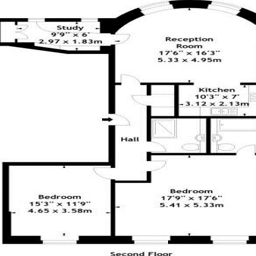 Study
9'9" x 6'
2.97 x 1.83m
Reception
Room
17'6" x 16'3"
5.33 x 4.95m
Kitchen
10'3" x 7'
3.12 x 2.13m
Hall
Bedroom
15'3" x 11'9"
4.65 x 3.58m
Bedroom
17'9" x 17'6"
5.41 x 5.33m
Second Floor